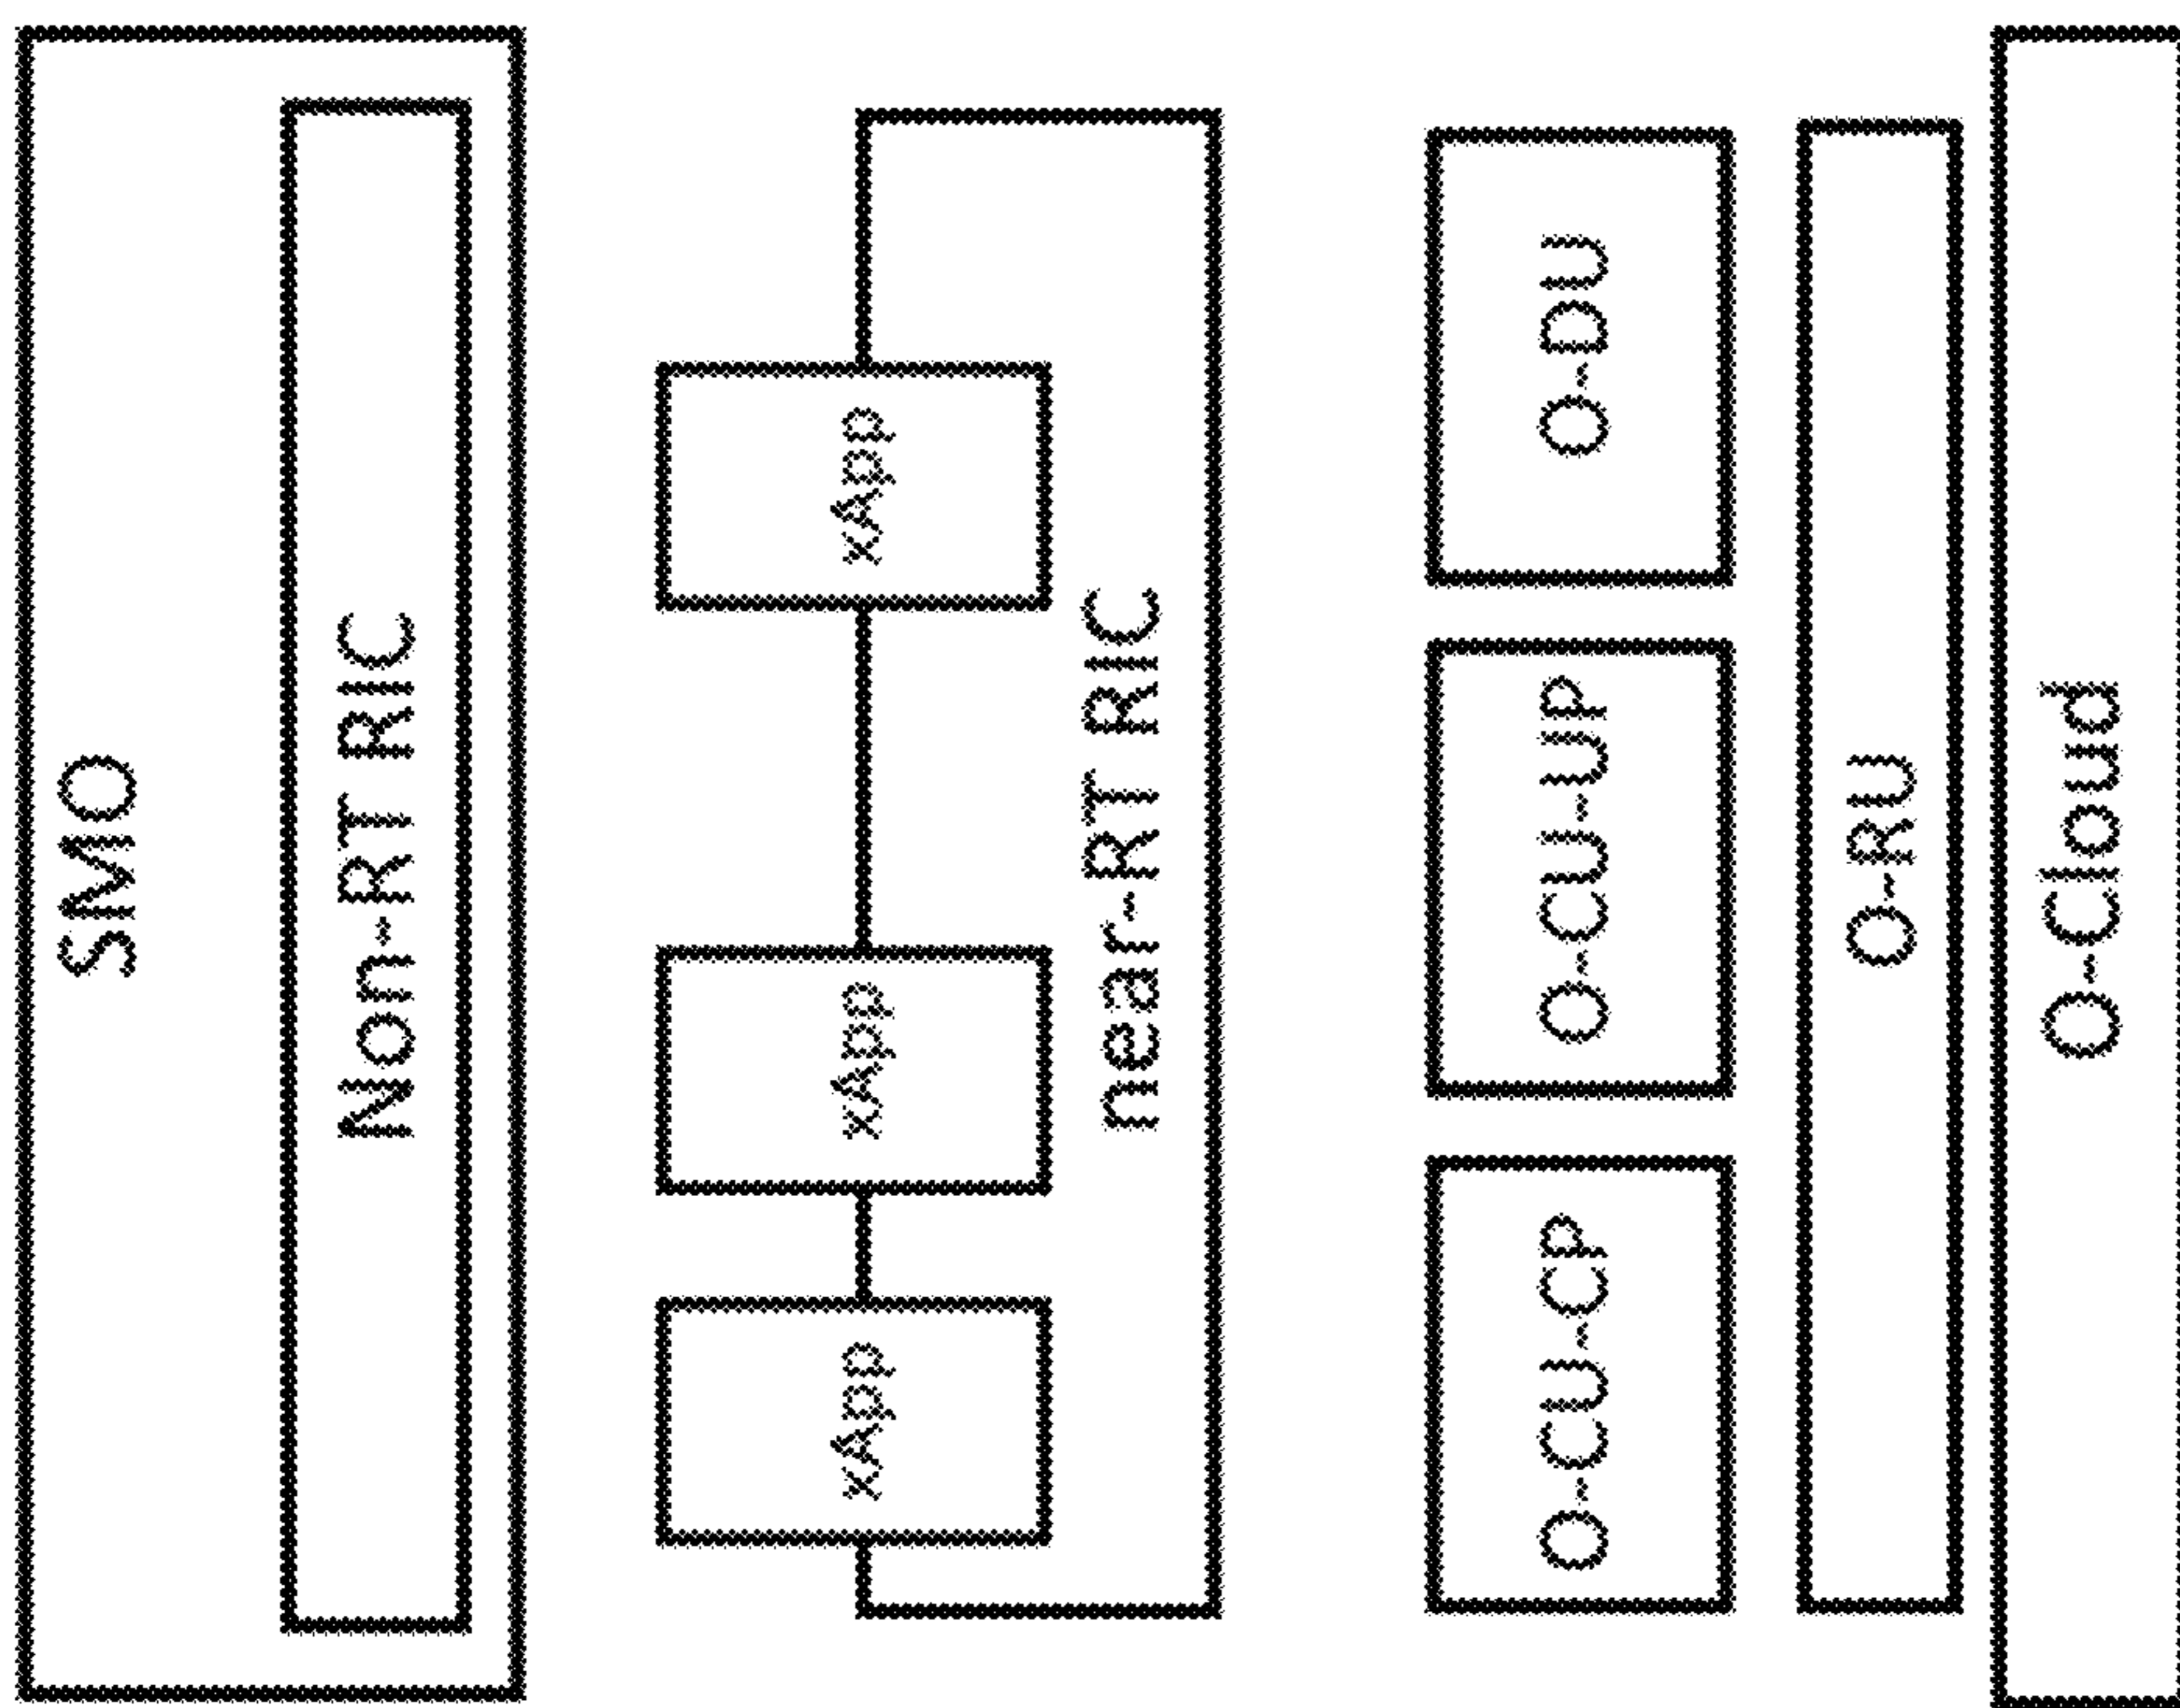 SMO
Non-RT RIC
xApp
xApp
xApp
near-RT RIC
O-CU-CP
O-CU-UP
O-DU
O-RU
O-Cloud